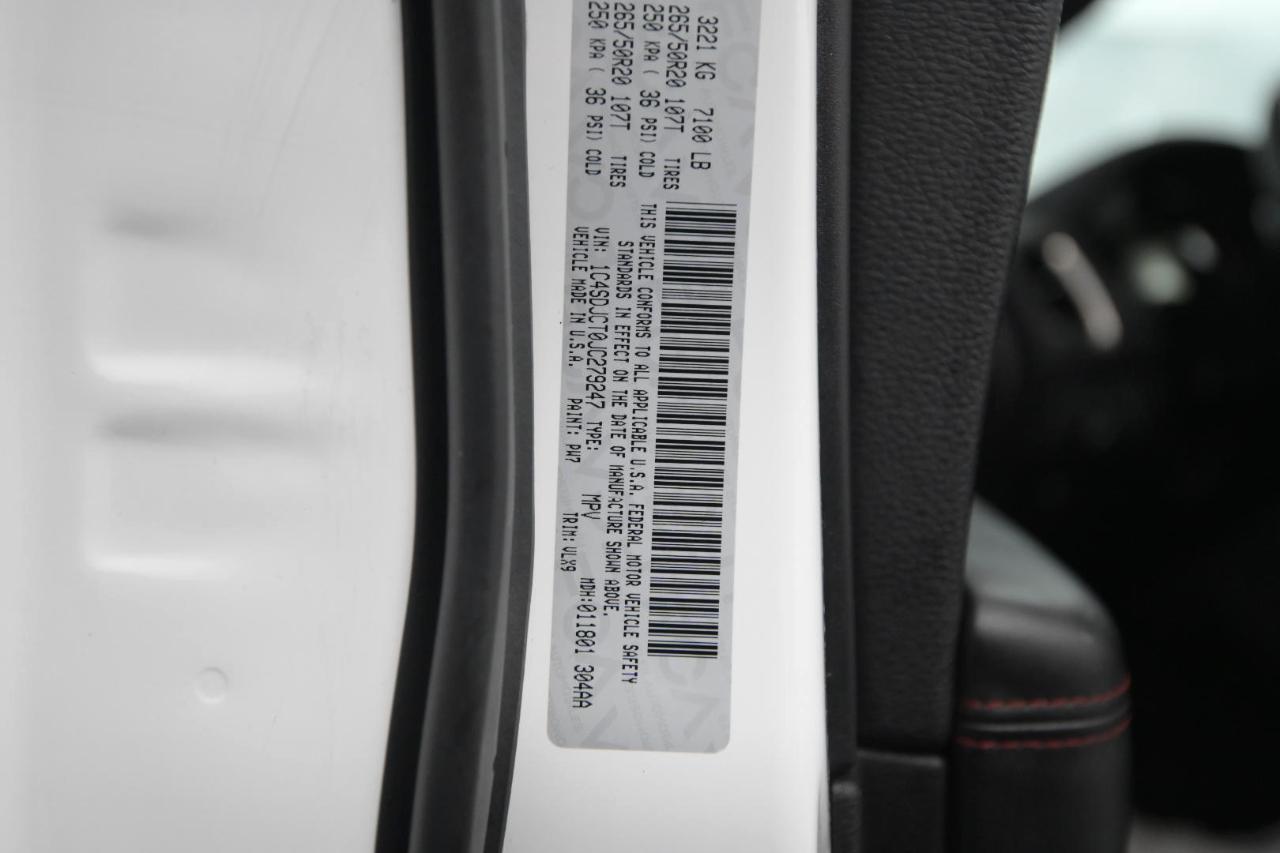 3221 KG 7100 LB
265/50R20 107T TIRES
250 KPA ( 36 PSI) COLD
265/50R20 107T TIRES
250 KPA ( 36 PSI) COLD
THIS VEHICLE CONFORMS TO ALL APPLICABLE U.S.A. FEDERAL MOTOR VEHICLE SAFETY
STANDARDS IN EFFECT ON THE DATE OF MANUFACTURE SHOWN ABOVE.
VIN: 1C4SDJCT0JC279247 TYPE: MPV MDH:011801 304AA
VEHICLE MADE IN U.S.A. PAINT: PW7 TRIM: VLX9